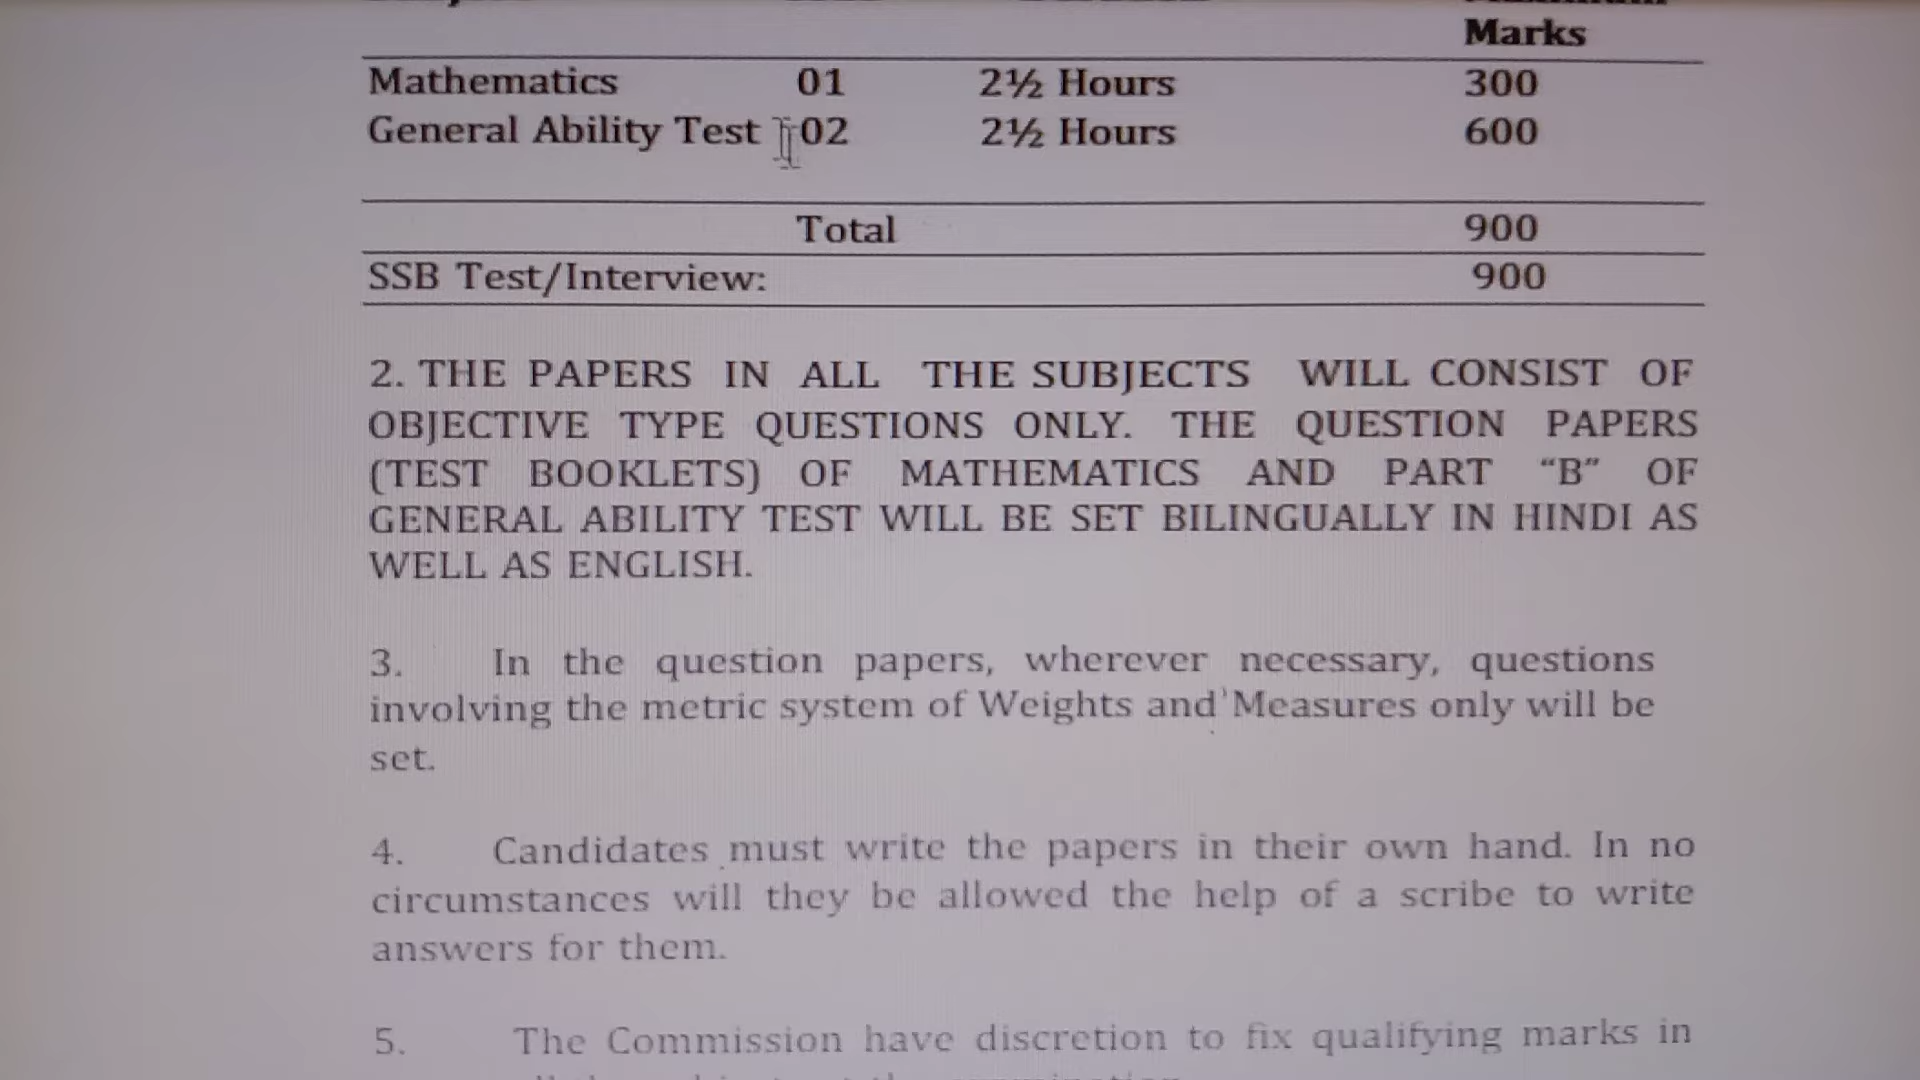 Marks
Mathematics 01 2½ Hours 300
General Ability Test 02 2½ Hours 600
Total 900
SSB Test/Interview: 900
2. THE PAPERS IN ALL THE SUBJECTS WILL CONSIST OF
OBJECTIVE TYPE QUESTIONS ONLY. THE QUESTION PAPERS
(TEST BOOKLETS) OF MATHEMATICS AND PART “B” OF
GENERAL ABILITY TEST WILL BE SET BILINGUALLY IN HINDI AS
WELL AS ENGLISH.
3. In the question papers, wherever necessary, questions
involving the metric system of Weights and Measures only will be
set.
4. Candidates must write the papers in their own hand. In no
circumstances will they be allowed the help of a scribe to write
answers for them.
5. The Commission have discretion to fix qualifying marks in